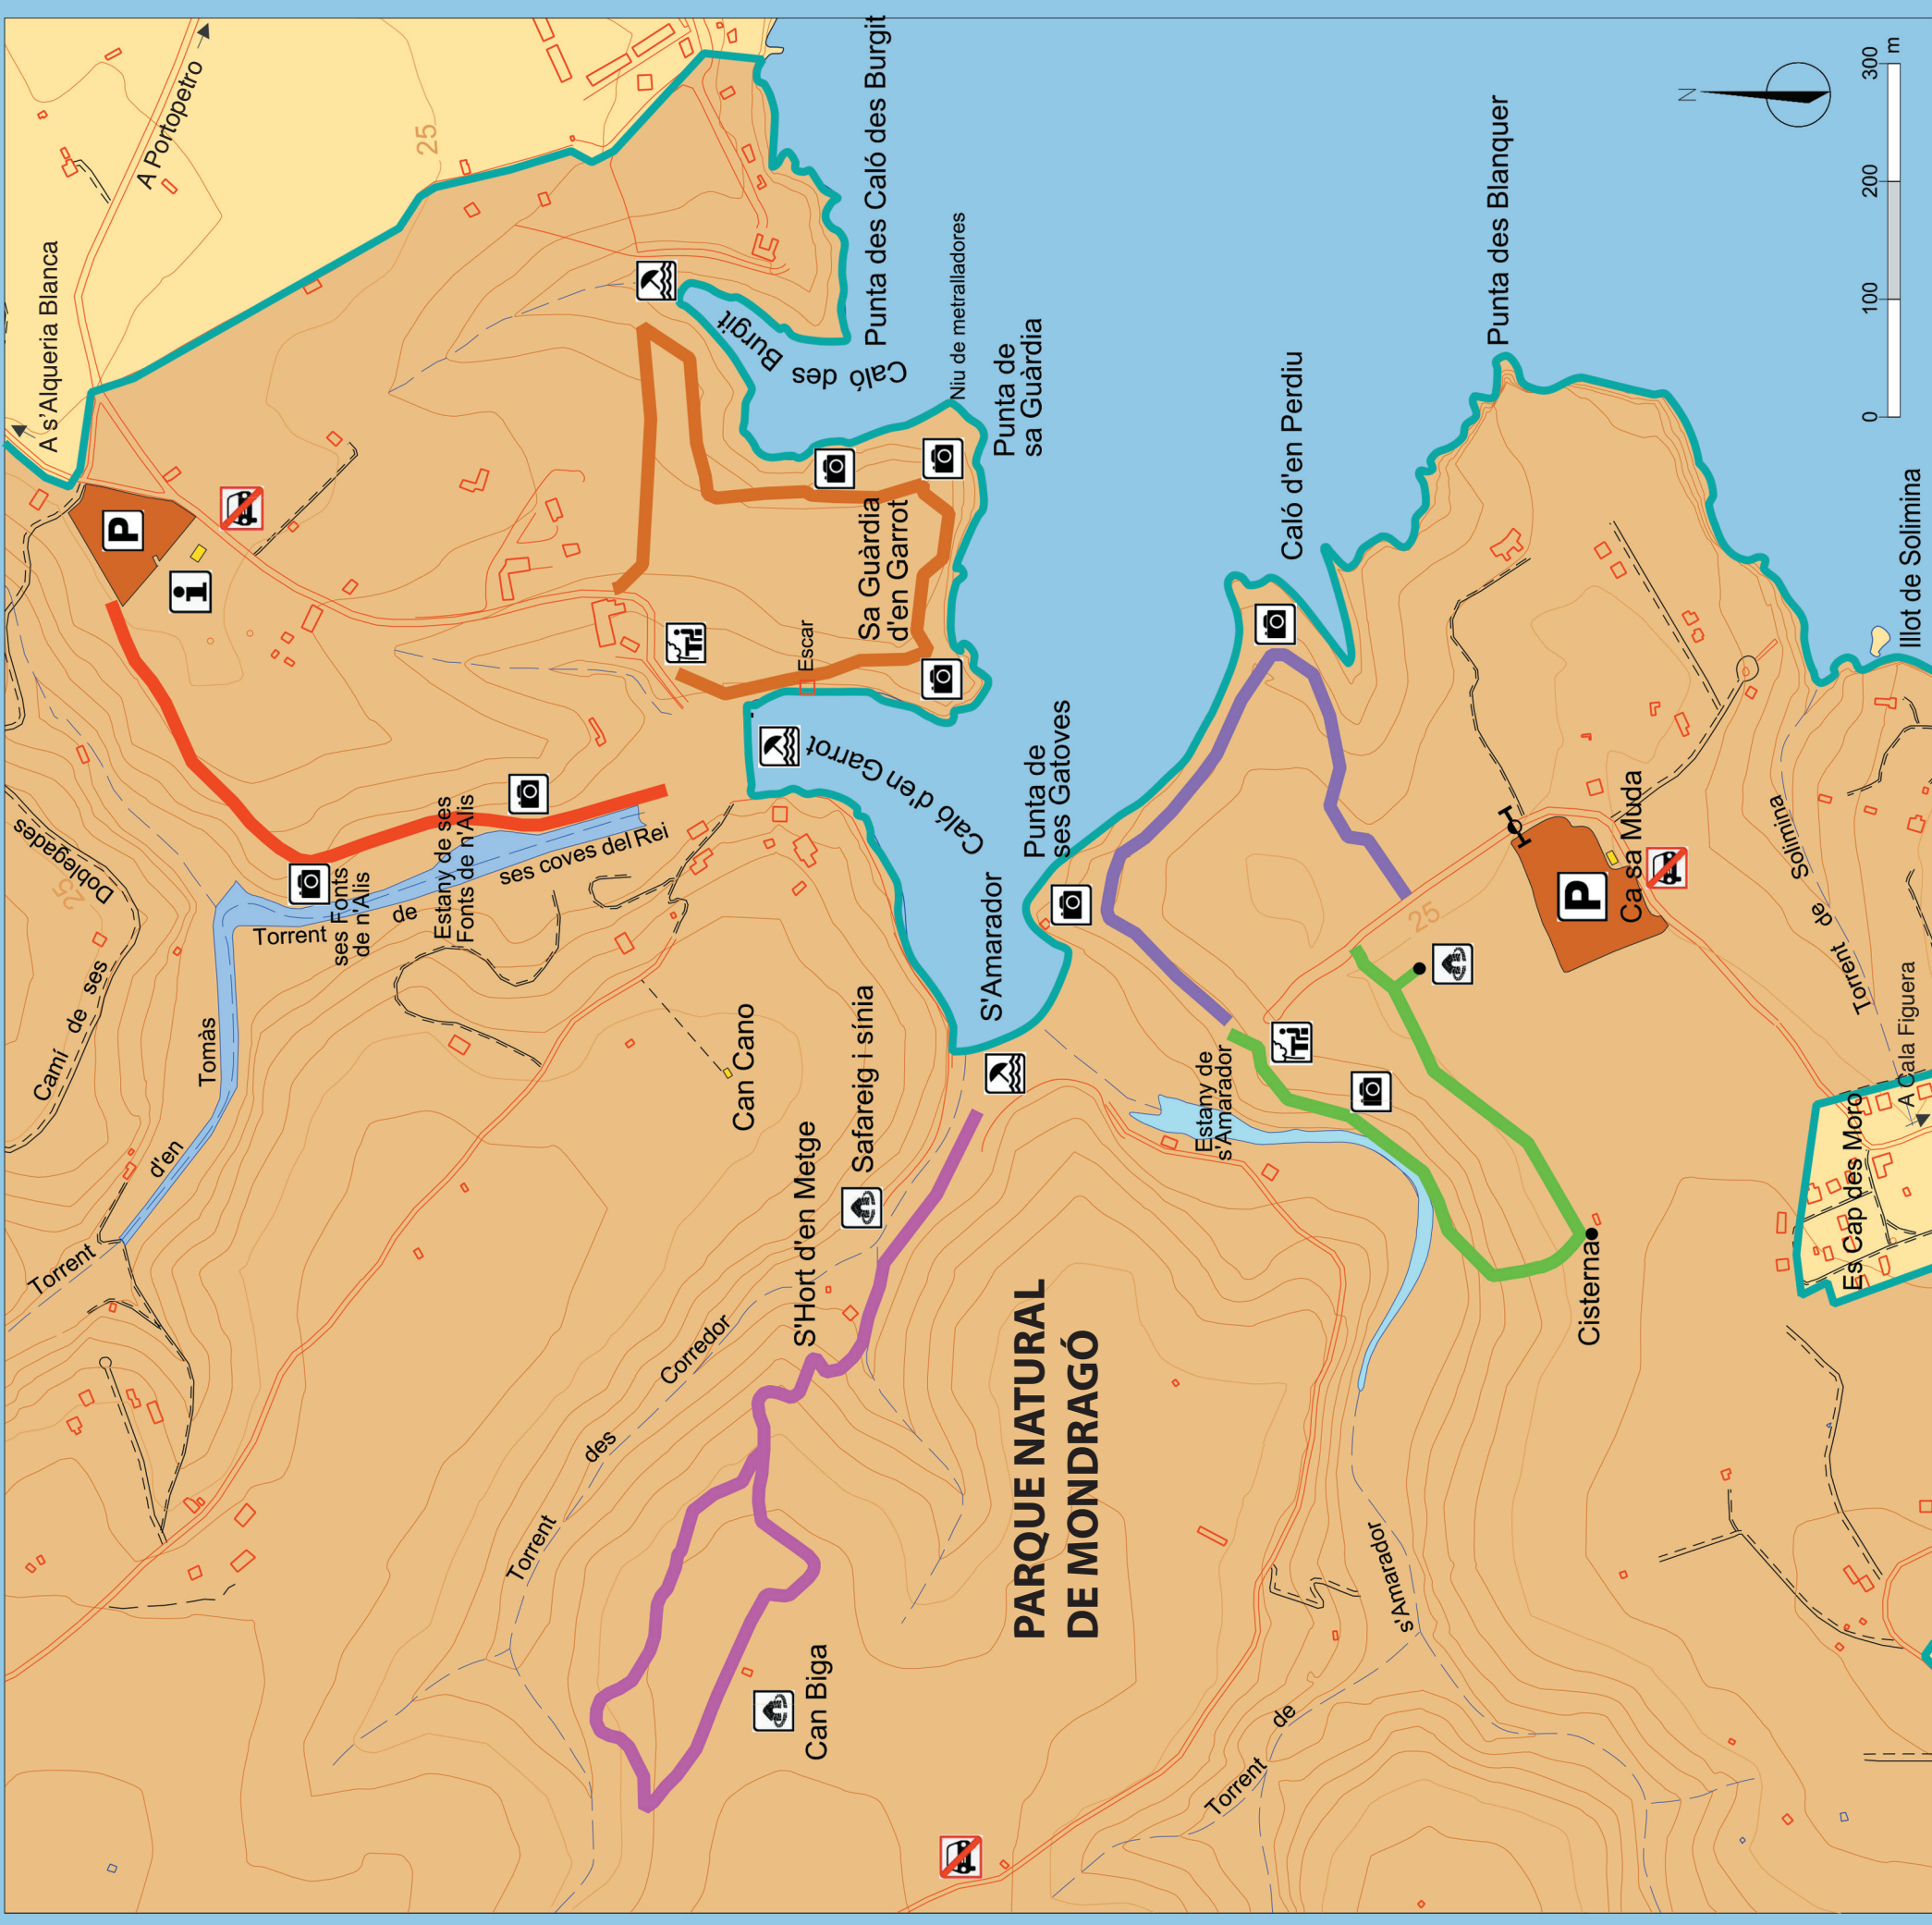 A s'Alqueria Blanca
A Portopetro
25
Punta des Caló des Burgit
Caló des
Burgit
Niu de metralladores
Punta de
sa Guàrdia
Sa Guàrdia
d'en Garrot
Escar
P
i
Camí de ses
Doblegades
25
Torrent
d'en
Tomàs
Torrent
de
ses coves del Rei
ses Fonts
de n'Alis
Estany de ses
Fonts de n'Alis
Caló d'en Garrot
Can Cano
S'Amarador
Safareig i sínia
S'Hort d'en Metge
Torrent
des
Corredor
Can Biga
PARQUE NATURAL
DE MONDRAGÓ
Punta de
ses Gatoves
Caló d'en Perdiu
Punta des Blanquer
Estany de
s'Amarador
25
P
Ca sa Muda
Cisterna
Torrent
de
s'Amarador
Torrent de
Solimina
Illot de Solimina
Es Cap des Moro
A Cala Figuera
N
0
100
200
300 m